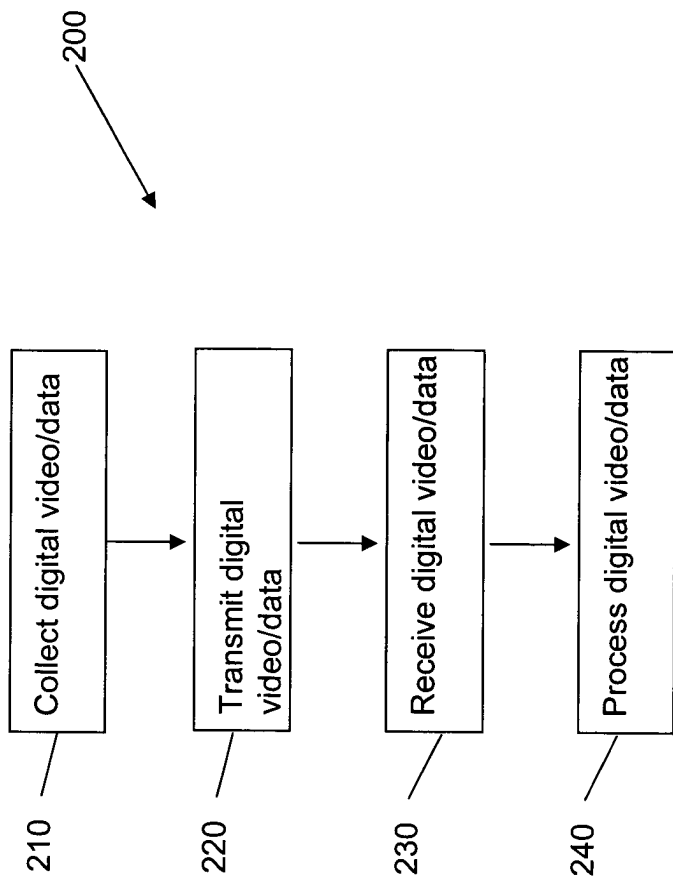 200
210
Collect digital video/data
220
Transmit digital
video/data
230
Receive digital video/data
240
Process digital video/data